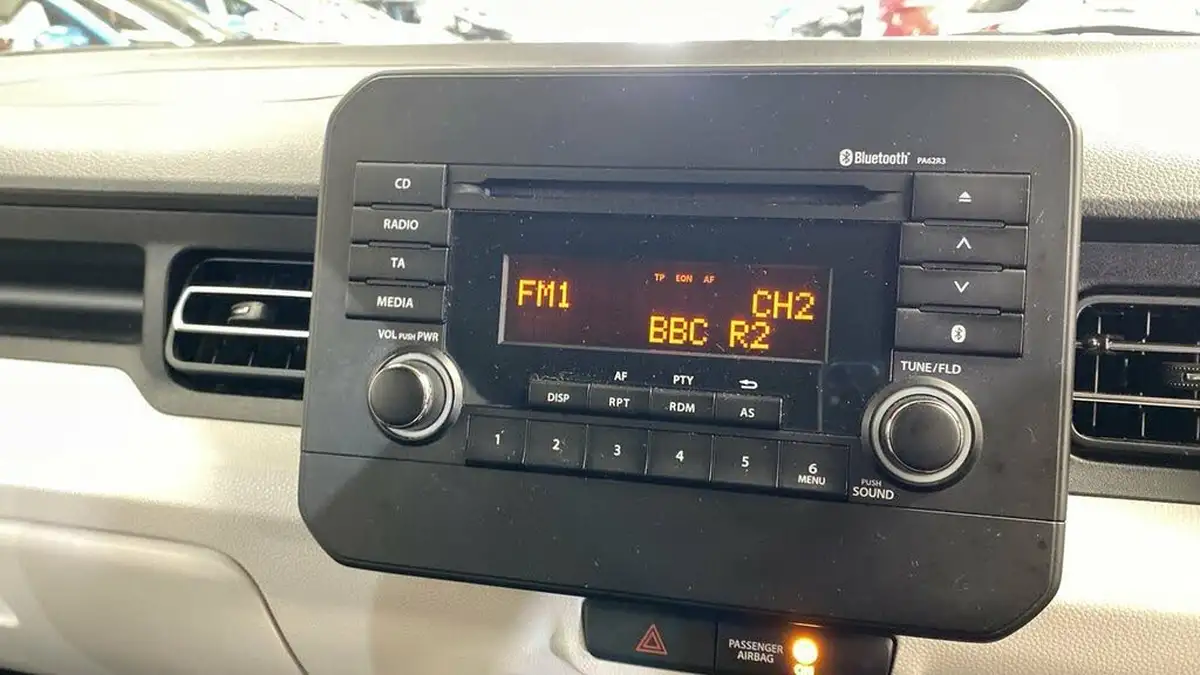 Bluetooth PA62R3
CD
RADIO
TA
MEDIA
VOL PUSH PWR
TP EON AF
FM1
CH2
BBC R2
TUNE/FLD
AF PTY
DISP RPT RDM AS
1 2 3 4 5 6
MENU
PUSH
SOUND
PASSENGER
AIRBAG